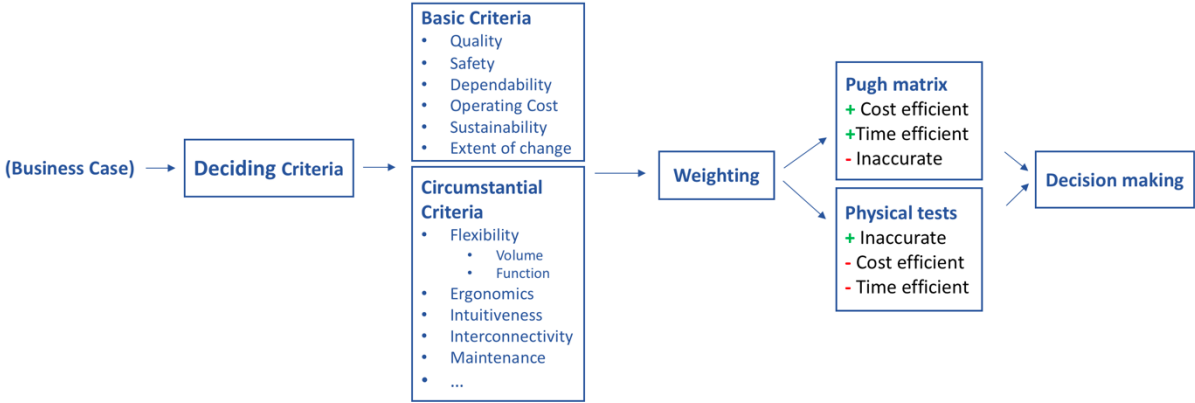 (Business Case)
Deciding Criteria
Basic Criteria
• Quality
• Safety
• Dependability
• Operating Cost
• Sustainability
• Extent of change
Circumstantial
Criteria
• Flexibility
• Volume
• Function
• Ergonomics
• Intuitiveness
• Interconnectivity
• Maintenance
• ...
Weighting
Pugh matrix
+ Cost efficient
+Time efficient
- Inaccurate
Physical tests
+ Inaccurate
- Cost efficient
- Time efficient
Decision making